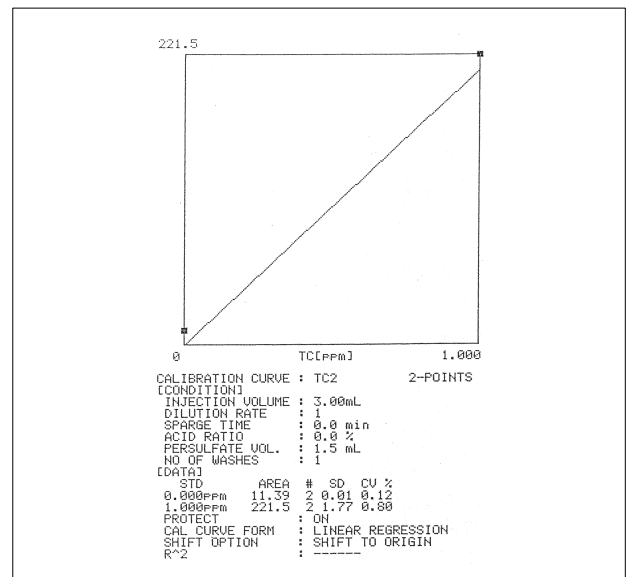 221.5
0 TC[ppm] 1.000
CALIBRATION CURVE : TC2 2-POINTS
[CONDITION]
INJECTION VOLUME : 3.00mL
DILUTION RATE : 1
SPARGE TIME : 0.0 min
ACID RATIO : 0.0 %
PERSULFATE VOL. : 1.5 mL
NO OF WASHES : 1
[DATA]
STD AREA # SD CV %
0.000ppm 11.39 2 0.01 0.12
1.000ppm 221.5 2 1.77 0.80
PROTECT : ON
CAL CURVE FORM : LINEAR REGRESSION
SHIFT OPTION : SHIFT TO ORIGIN
R^2 : ------